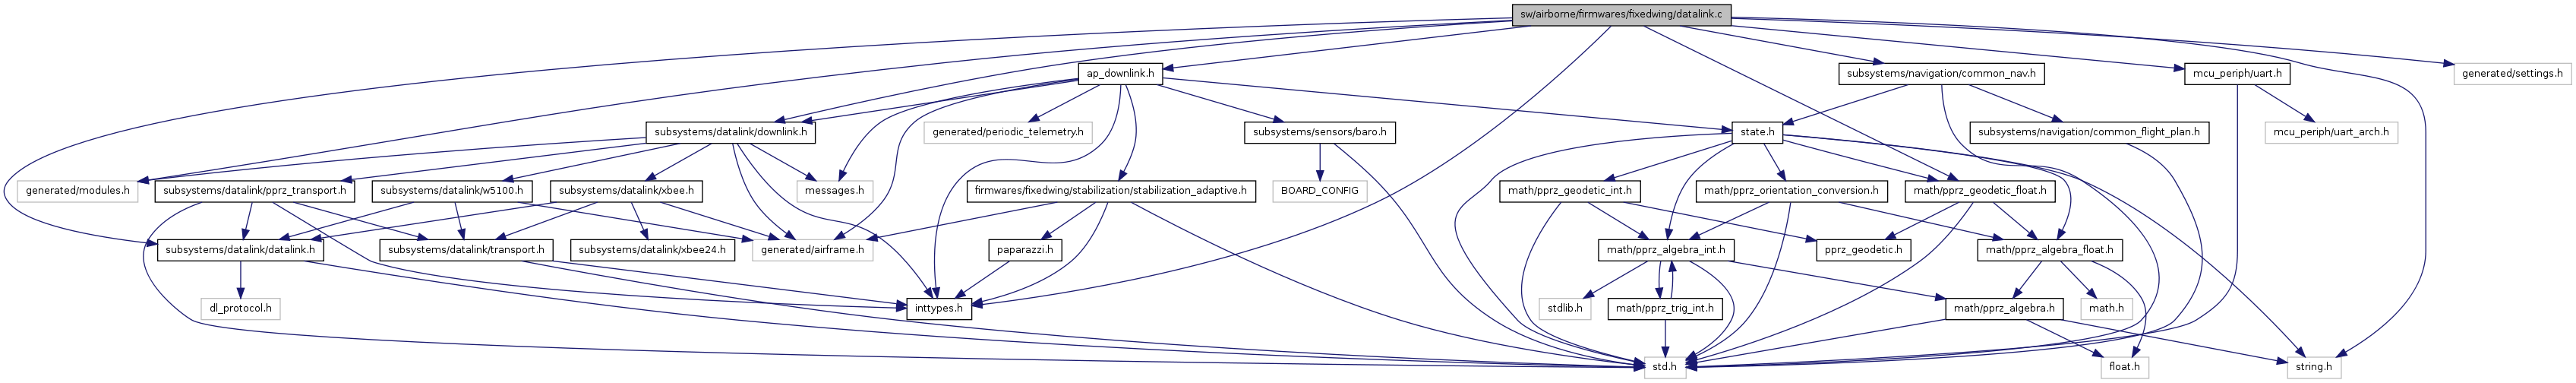 sw/airborne/firmwares/fixedwing/datalink.c
ap_downlink.h
subsystems/navigation/common_nav.h
mcu_periph/uart.h
generated/settings.h
subsystems/datalink/downlink.h
generated/periodic_telemetry.h
subsystems/sensors/baro.h
state.h
subsystems/navigation/common_flight_plan.h
mcu_periph/uart_arch.h
generated/modules.h
subsystems/datalink/pprz_transport.h
subsystems/datalink/w5100.h
subsystems/datalink/xbee.h
messages.h
firmwares/fixedwing/stabilization/stabilization_adaptive.h
BOARD_CONFIG
math/pprz_geodetic_int.h
math/pprz_orientation_conversion.h
math/pprz_geodetic_float.h
subsystems/datalink/datalink.h
subsystems/datalink/transport.h
subsystems/datalink/xbee24.h
generated/airframe.h
paparazzi.h
math/pprz_algebra_int.h
pprz_geodetic.h
math/pprz_algebra_float.h
dl_protocol.h
inttypes.h
stdlib.h
math/pprz_trig_int.h
math/pprz_algebra.h
math.h
std.h
float.h
string.h